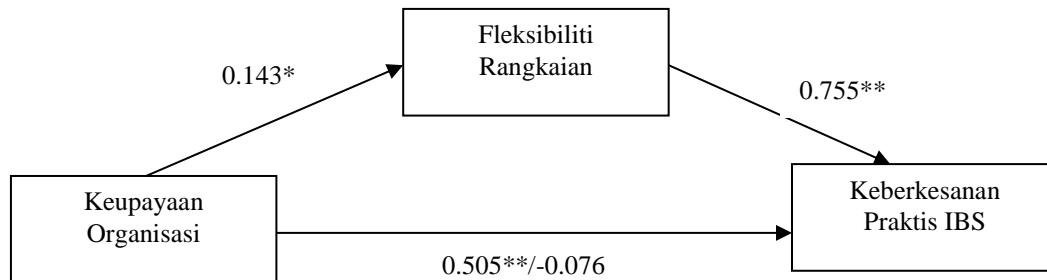 Fleksibiliti
Rangkaian
0.143*
0.755**
Keupayaan
Organisasi
Keberkesanan
Praktis IBS
0.505**/-0.076